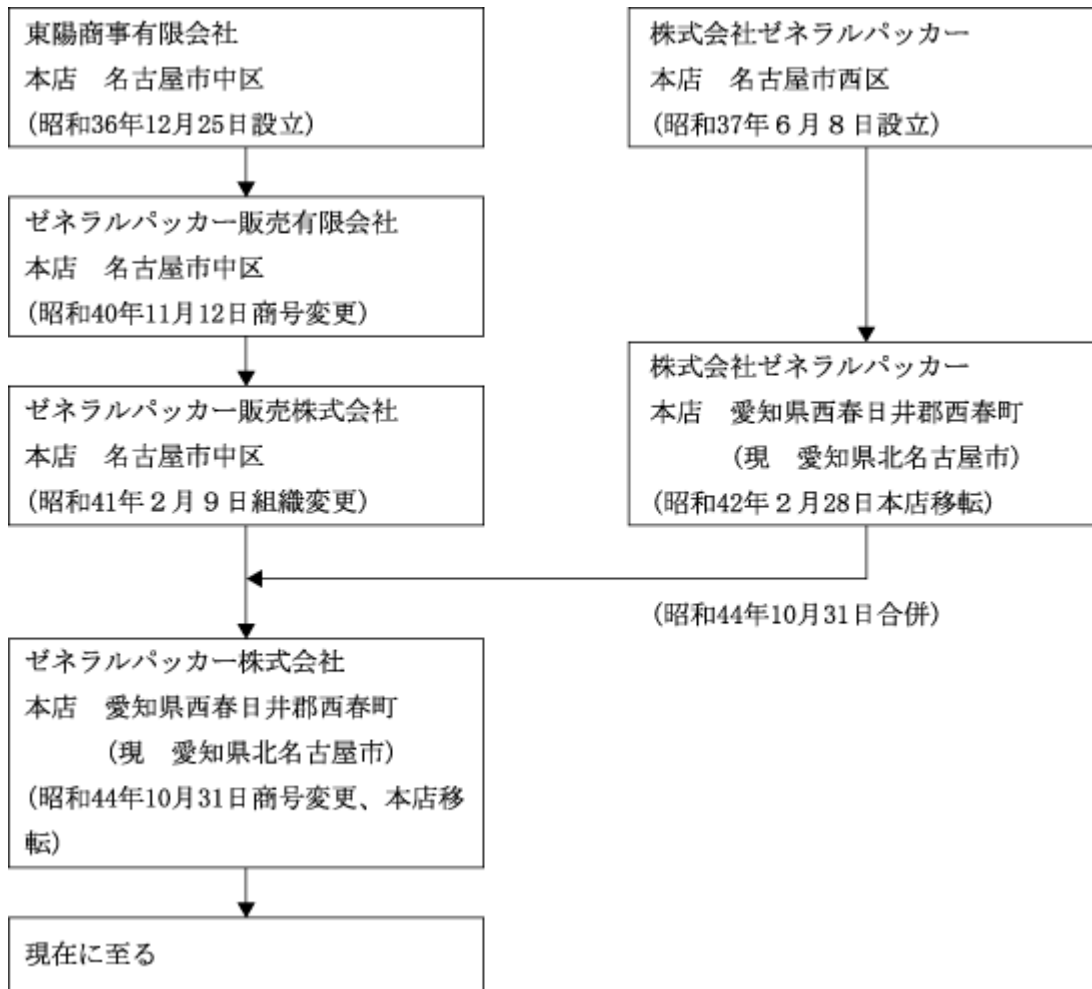 東陽商事有限会社
本店　名古屋市中区
(昭和36年12月25日設立)
株式会社ゼネラルパッカー
本店　名古屋市西区
(昭和37年６月８日設立)
ゼネラルパッカー販売有限会社
本店　名古屋市中区
(昭和40年11月12日商号変更)
ゼネラルパッカー販売株式会社
本店　名古屋市中区
(昭和41年２月９日組織変更)
株式会社ゼネラルパッカー
本店　愛知県西春日井郡西春町
(現　愛知県北名古屋市)
(昭和42年２月28日本店移転)
(昭和44年10月31日合併)
ゼネラルパッカー株式会社
本店　愛知県西春日井郡西春町
(現　愛知県北名古屋市)
(昭和44年10月31日商号変更、本店移
転)
現在に至る